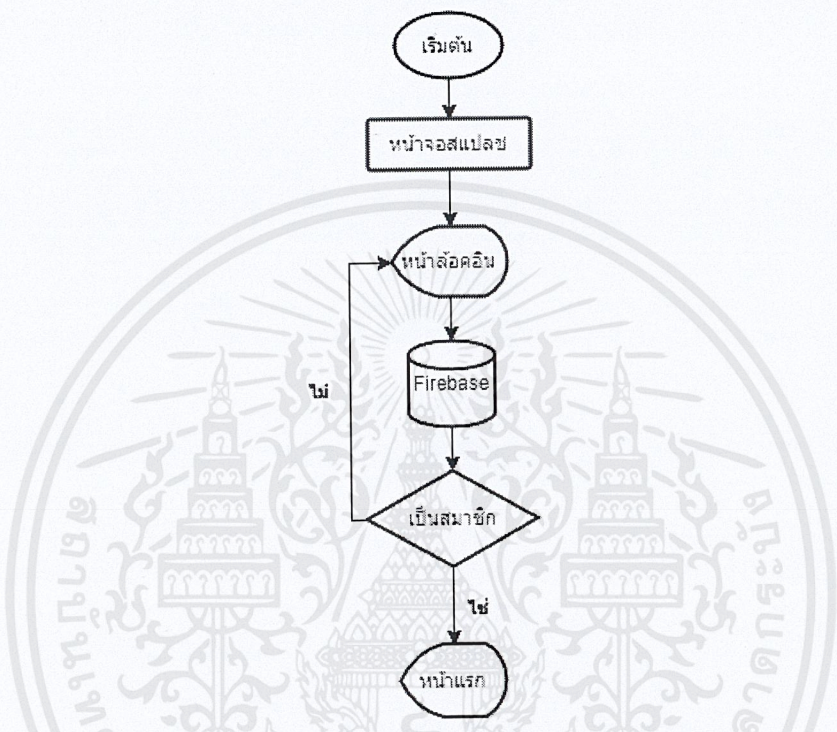 เริ่มต้น
หน้าจอสแปลช
หน้าล้อคอิน
Firebase
ไม่
เป็นสมาชิก
ใช่
หน้าแรก